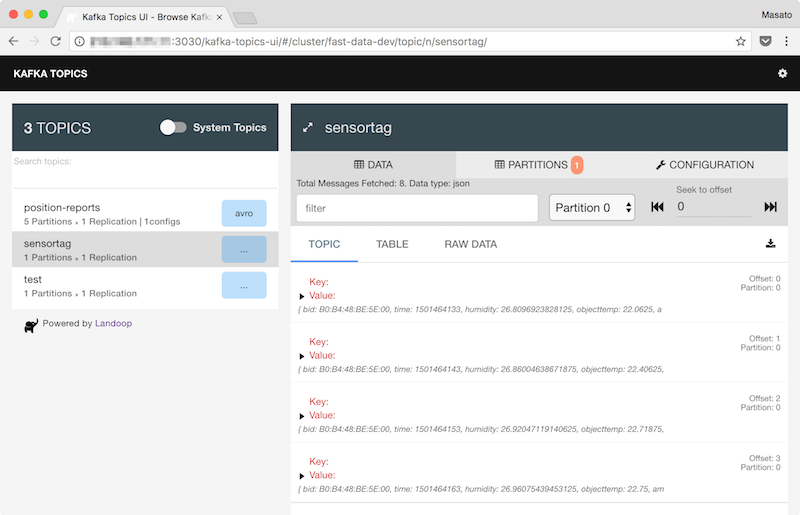 Kafka Topics UI - Browse Kafk
Masato
:3030/kafka-topics-ui/#/cluster/fast-data-dev/topic/n/sensortag/
KAFKA TOPICS
3 TOPICS
System Topics
Search topics:
position-reports
5 Partitions × 1 Replication | 1configs
avro
sensortag
1 Partitions × 1 Replication
...
test
1 Partitions × 1 Replication
...
Powered by Landoop
sensortag
DATA
PARTITIONS 1
CONFIGURATION
Total Messages Fetched: 8. Data type: json
filter
Partition 0
Seek to offset
0
TOPIC
TABLE
RAW DATA
Key:
Value:
{ bid: B0:B4:48:BE:5E:00, time: 1501464133, humidity: 26.8096923828125, objecttemp: 22.0625, a
Offset: 0
Partition: 0
Key:
Value:
{ bid: B0:B4:48:BE:5E:00, time: 1501464143, humidity: 26.86004638671875, objecttemp: 22.40625,
Offset: 1
Partition: 0
Key:
Value:
{ bid: B0:B4:48:BE:5E:00, time: 1501464153, humidity: 26.92047119140625, objecttemp: 22.71875,
Offset: 2
Partition: 0
Key:
Value:
{ bid: B0:B4:48:BE:5E:00, time: 1501464163, humidity: 26.96075439453125, objecttemp: 22.75, am
Offset: 3
Partition: 0